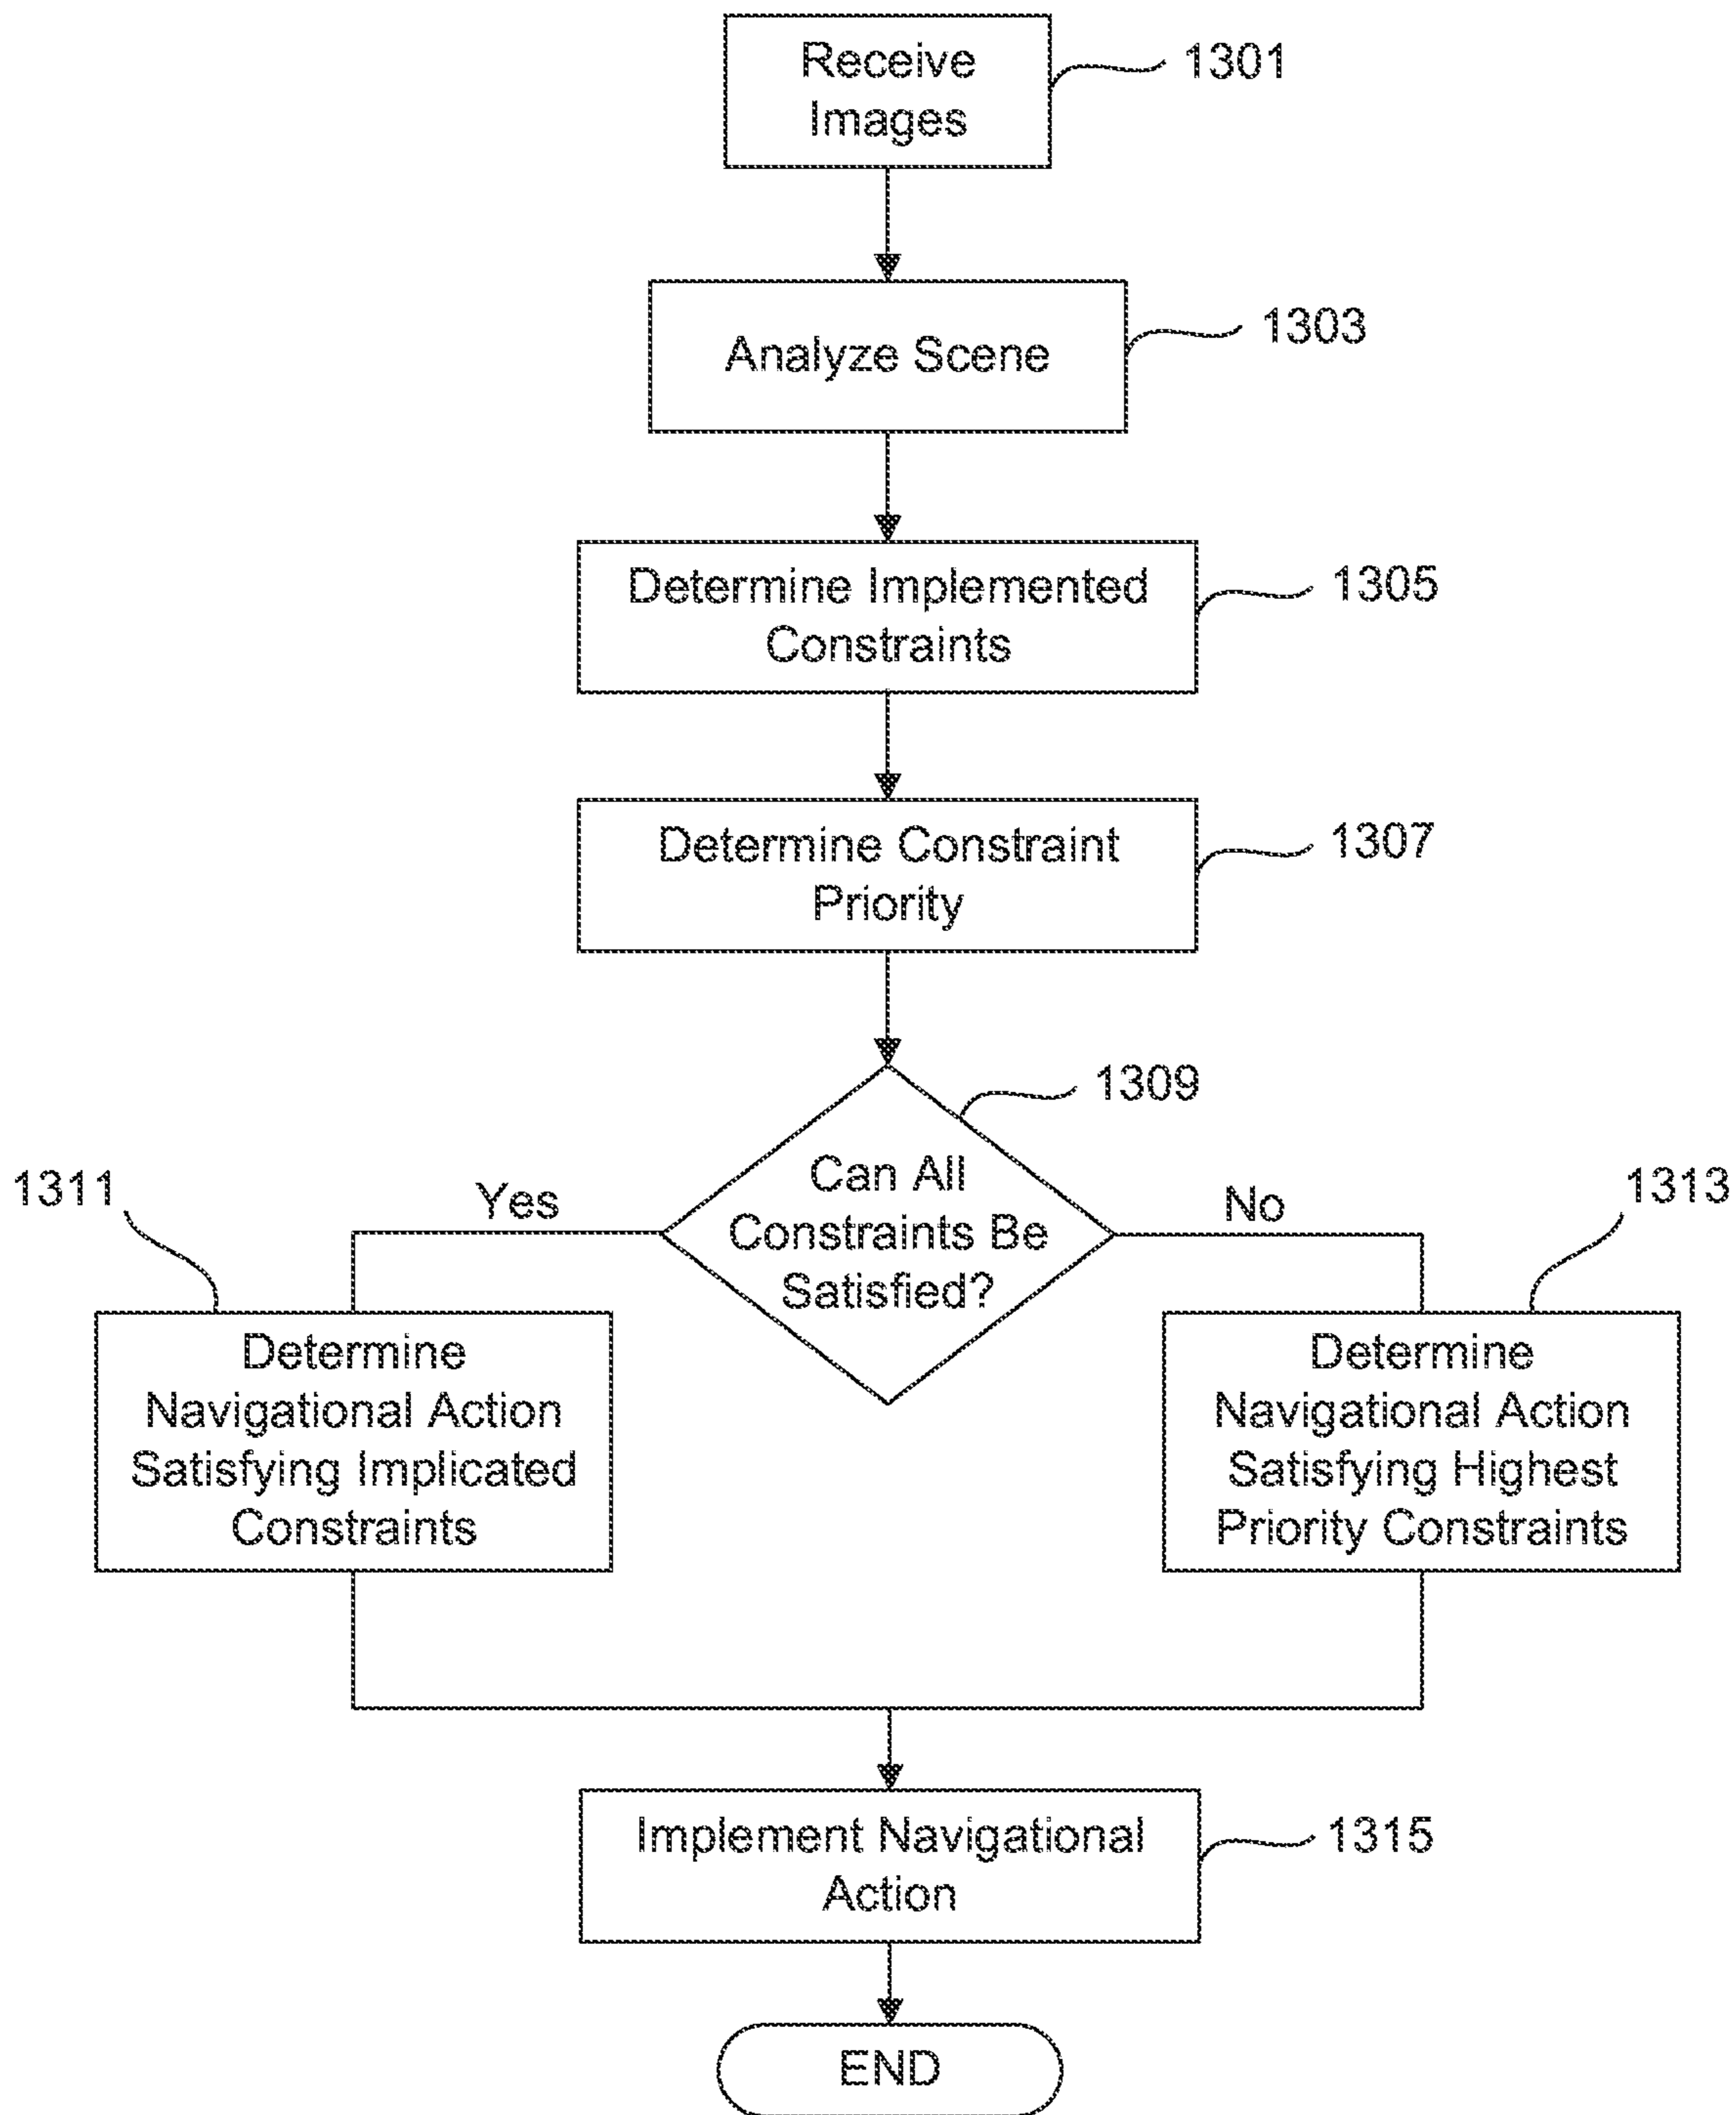 Receive
Images
1301
Analyze Scene
1303
Determine Implemented
Constraints
1305
Determine Constraint
Priority
1307
1309
Can All
Constraints Be
Satisfied?
Yes
No
1311
Determine
Navigational Action
Satisfying Implicated
Constraints
1313
Determine
Navigational Action
Satisfying Highest
Priority Constraints
Implement Navigational
Action
1315
END